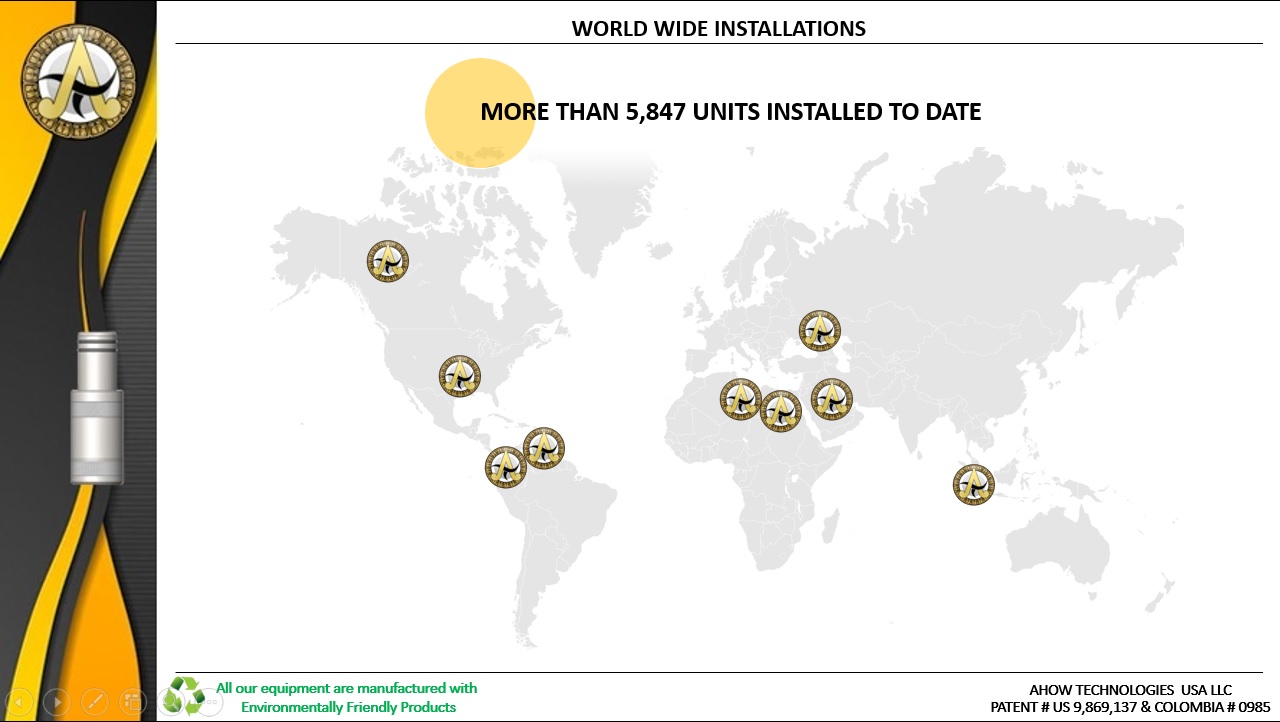 WORLD WIDE INSTALLATIONS
MORE THAN 5,847 UNITS INSTALLED TO DATE
All our equipment are manufactured with
Environmentally Friendly Products
AHOW TECHNOLOGIES USA LLC
PATENT # US 9,869,137 & COLOMBIA # 0985